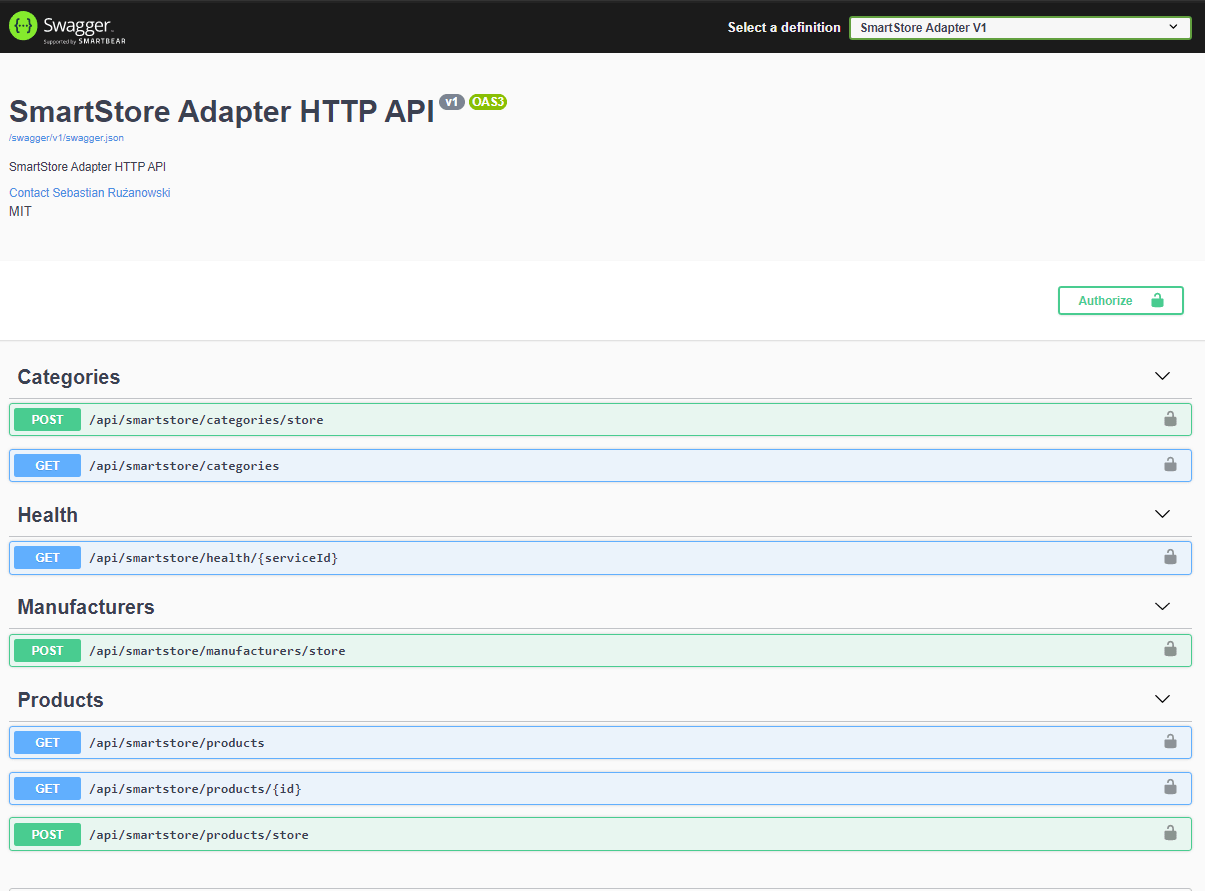 Swagger
Supported by SMARTBEAR
Select a definition
SmartStore Adapter V1
SmartStore Adapter HTTP API v1 OAS3
/swagger/v1/swagger.json
SmartStore Adapter HTTP API
Contact Sebastian Rużanowski
MIT
Authorize
Categories
POST /api/smartstore/categories/store
GET /api/smartstore/categories
Health
GET /api/smartstore/health/{serviceId}
Manufacturers
POST /api/smartstore/manufacturers/store
Products
GET /api/smartstore/products
GET /api/smartstore/products/{id}
POST /api/smartstore/products/store